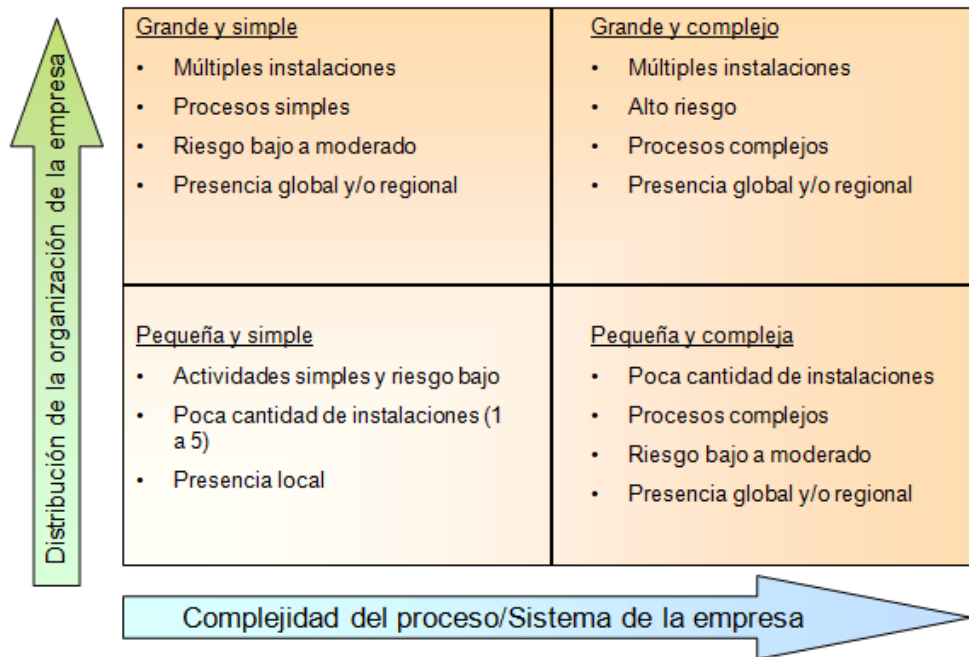 Distribución de la organización de la empresa
Grande y simple
• Múltiples instalaciones
• Procesos simples
• Riesgo bajo a moderado
• Presencia global y/o regional
Grande y complejo
• Múltiples instalaciones
• Alto riesgo
• Procesos complejos
• Presencia global y/o regional
Pequeña y simple
• Actividades simples y riesgo bajo
• Poca cantidad de instalaciones (1
a 5)
• Presencia local
Pequeña y compleja
• Poca cantidad de instalaciones
• Procesos complejos
• Riesgo bajo a moderado
• Presencia global y/o regional
Complejidad del proceso/Sistema de la empresa